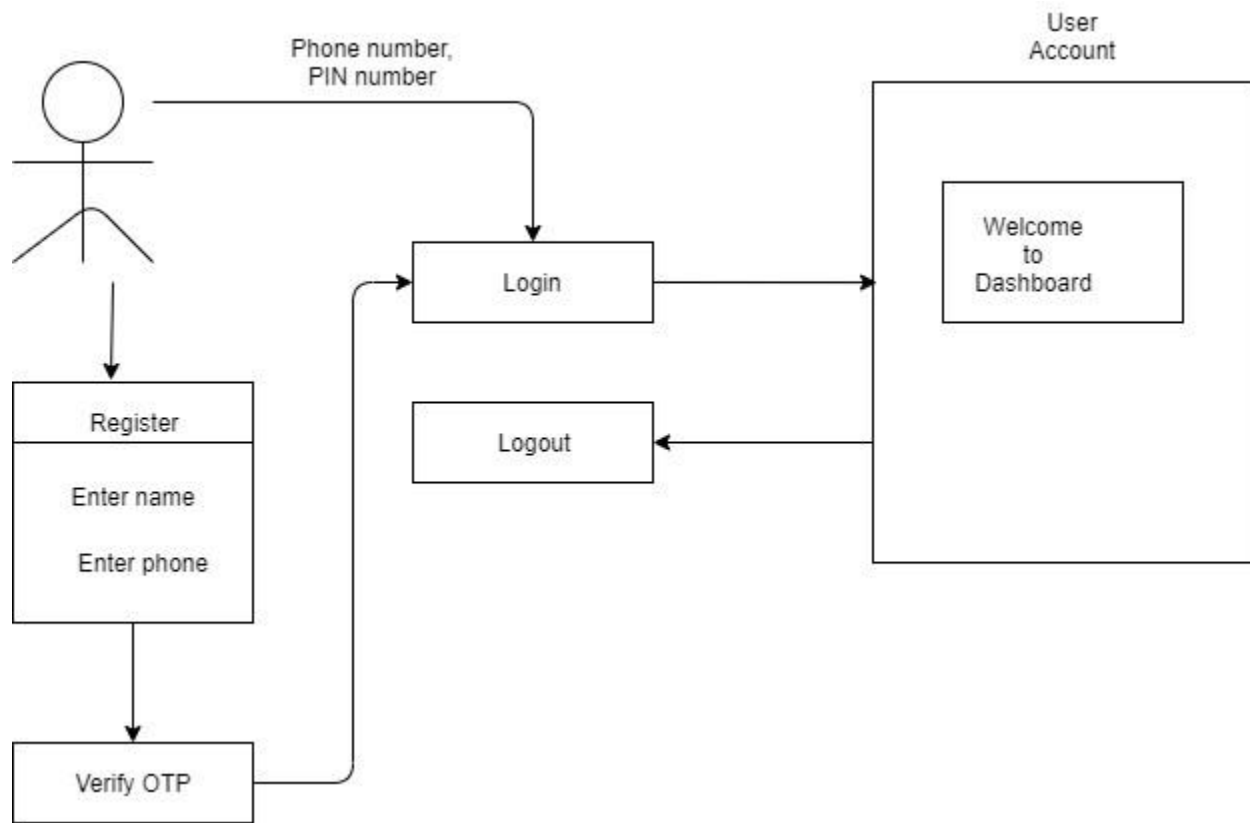 User
Account
Phone number,
PIN number
Welcome
to
Dashboard
Login
Register
Logout
Enter name
Enter phone
Verify OTP